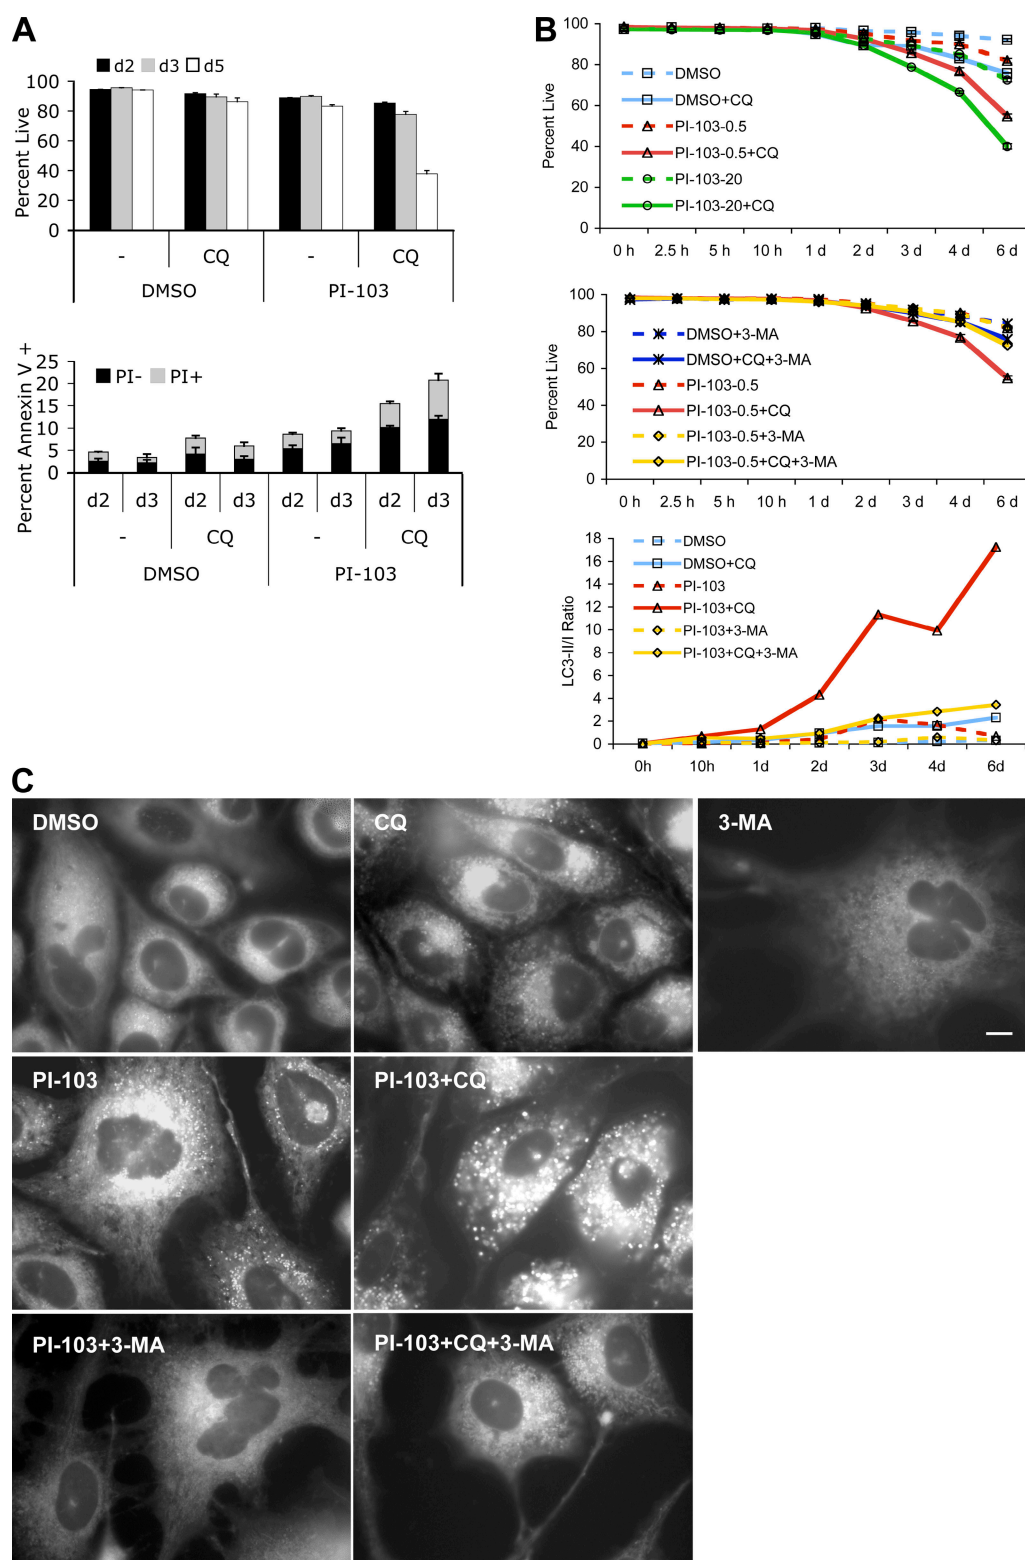 A
d2 d3 d5
Percent Live
100
80
60
40
20
0
- CQ - CQ
DMSO PI-103
Percent Annexin V +
25
20
15
10
5
0
PI- PI+
d2 d3 d2 d3 d2 d3 d2 d3
- CQ - CQ
DMSO PI-103
B
Percent Live
100
80
60
40
20
0
DMSO
DMSO+CQ
PI-103-0.5
PI-103-0.5+CQ
PI-103-20
PI-103-20+CQ
0 h 2.5 h 5 h 10 h 1 d 2 d 3 d 4 d 6 d
Percent Live
100
80
60
40
20
0
DMSO+3-MA
DMSO+CQ+3-MA
PI-103-0.5
PI-103-0.5+CQ
PI-103-0.5+3-MA
PI-103-0.5+CQ+3-MA
0 h 2.5 h 5 h 10 h 1 d 2 d 3 d 4 d 6 d
LC3-II/I Ratio
18
16
14
12
10
8
6
4
2
0
DMSO
DMSO+CQ
PI-103
PI-103+CQ
PI-103+3-MA
PI-103+CQ+3-MA
0h 10h 1d 2d 3d 4d 6d
C
DMSO CQ 3-MA
PI-103 PI-103+CQ
PI-103+3-MA PI-103+CQ+3-MA